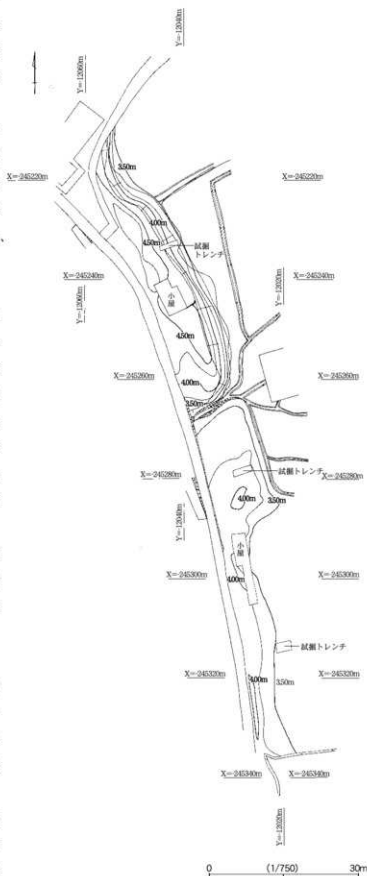 Y=-12040m
Y=-12060m
3.50m
X=-245220m
X=-245220m
試掘
トレンチ
4.50m
X=-245240m
X=-245240m
小屋
Y=-12060m
Y=-12020m
4.50m
4.00m
X=-245260m
X=-245260m
3.50m
試掘トレンチ
X=-245280m
X=-245280m
4.00m
3.50m
Y=-12040m
小屋
4.00m
X=-245300m
X=-245300m
試掘トレンチ
X=-245320m
X=-245320m
4.00m
3.50m
X=-245340m
X=-245340m
Y=-12020m
0
(1/750)
30m